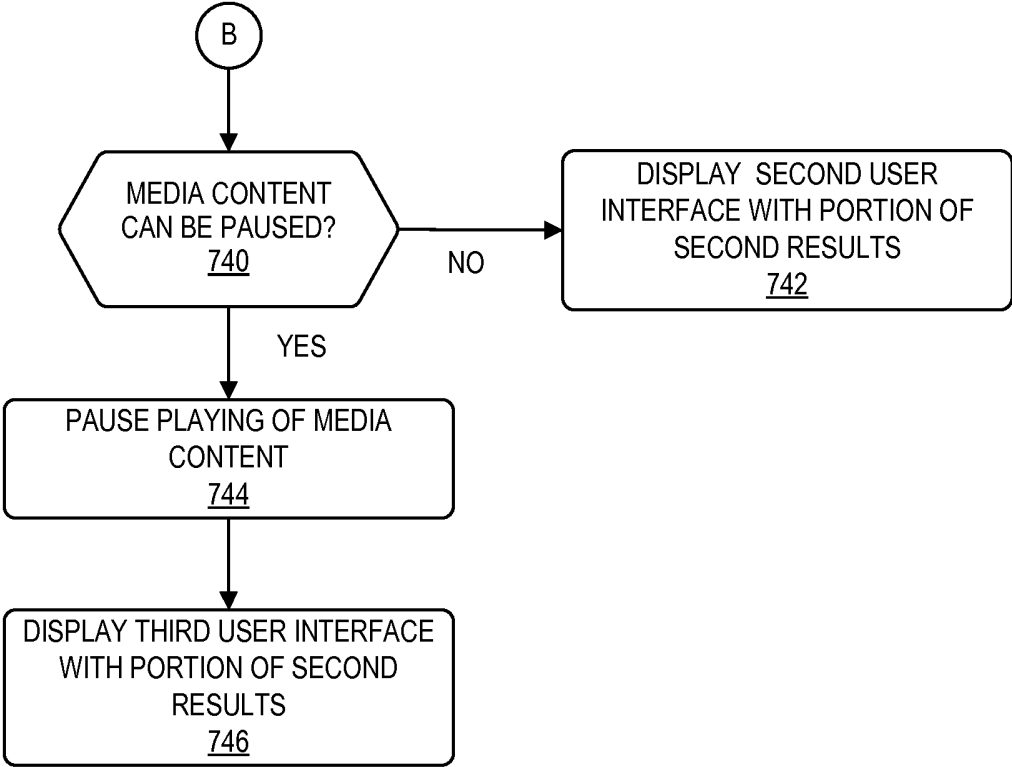 B
MEDIA CONTENT
CAN BE PAUSED?
740
NO
DISPLAY SECOND USER
INTERFACE WITH PORTION OF
SECOND RESULTS
742
YES
PAUSE PLAYING OF MEDIA
CONTENT
744
DISPLAY THIRD USER INTERFACE
WITH PORTION OF SECOND
RESULTS
746